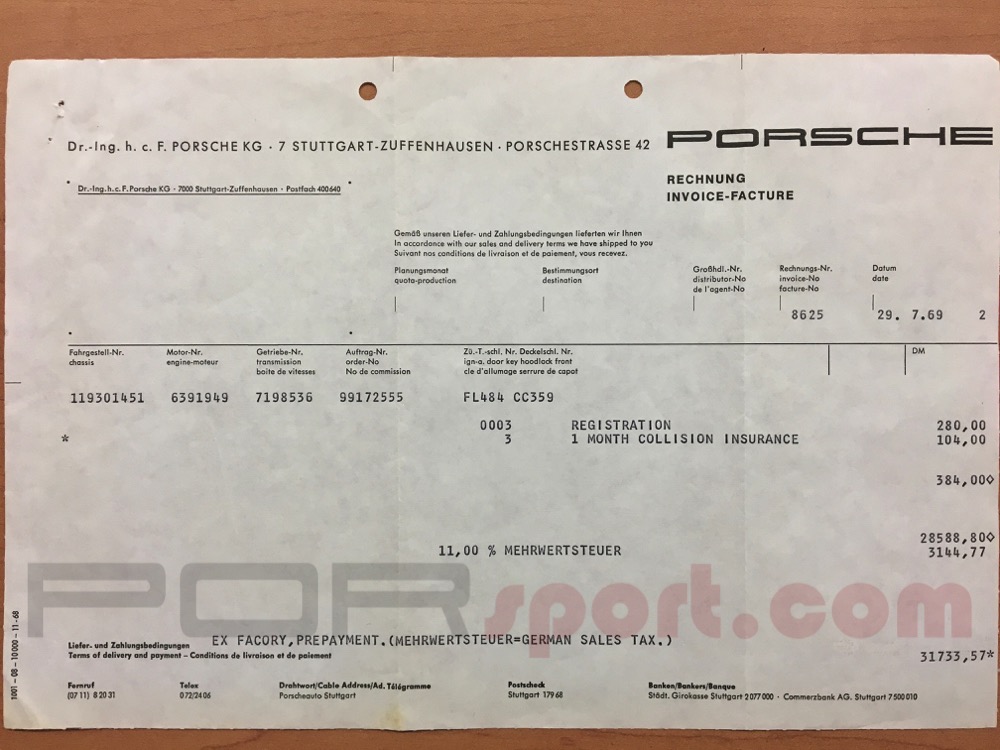 Dr.-Ing. h. c. F. PORSCHE KG · 7 STUTTGART-ZUFFENHAUSEN · PORSCHESTRASSE 42
PORSCHE
Dr.-Ing.h.c.F.Porsche KG · 7000 Stuttgart-Zuffenhausen · Postfach 400640
RECHNUNG
INVOICE-FACTURE
Gemäß unseren Liefer- und Zahlungsbedingungen lieferten wir Ihnen
In accordance with our sales and delivery terms we have shipped to you
Suivant nos conditions de livraison et de paiement, vous recevez.
Planungsmonat
quota-production
Bestimmungsort
destination
Großhdl.-Nr.
distributor-No
de l'agent-No
Rechnungs-Nr.
invoice-No
facture-No
Datum
date
8625 29. 7.69 2
Fahrgestell-Nr.
chassis
Motor-Nr.
engine-moteur
Getriebe-Nr.
transmission
boite de vitesses
Auftrag-Nr.
order-No
No de commission
Zü.-T.-schl. Nr. Deckelschl. Nr.
ign-a. door key hoodlock front
cle d'allumage serrure de capot
DM
119301451 6391949 7198536 99172555 FL484 CC359
0003 REGISTRATION 280,00
* 3 1 MONTH COLLISION INSURANCE 104,00
384,00◊
28588,80◊
11,00 % MEHRWERTSTEUER 3144,77
PORsport.com
EX FACORY,PREPAYMENT.(MEHRWERTSTEUER=GERMAN SALES TAX.)
Liefer- und Zahlungsbedingungen
Terms of delivery and payment – Conditions de livraison et de paiement
31733,57*
1001 – 08 – 10 000 – 11 - 68
Fernruf
(07 11) 8 20 31
Telex
072/24 06
Drahtwort/Cable Address/Ad. Télégramme
Porscheauto Stuttgart
Postscheck
Stuttgart 179 68
Banken/Bankers/Banque
Städt. Girokasse Stuttgart 2 077 000 · Commerzbank AG. Stuttgart 7 500 010